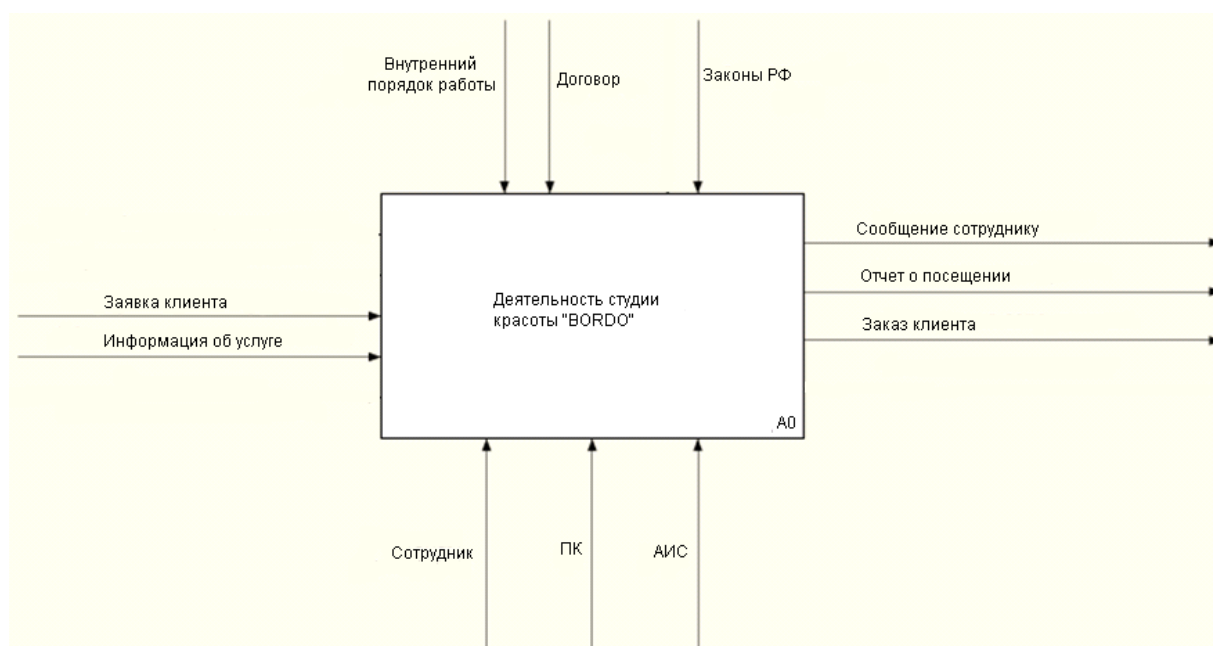 Внутренний
порядок работы
Договор
Законы РФ
Сообщение сотруднику
Отчет о посещении
Заказ клиента
Заявка клиента
Информация об услуге
Деятельность студии
красоты "BORDO"
A0
Сотрудник
ПК
АИС